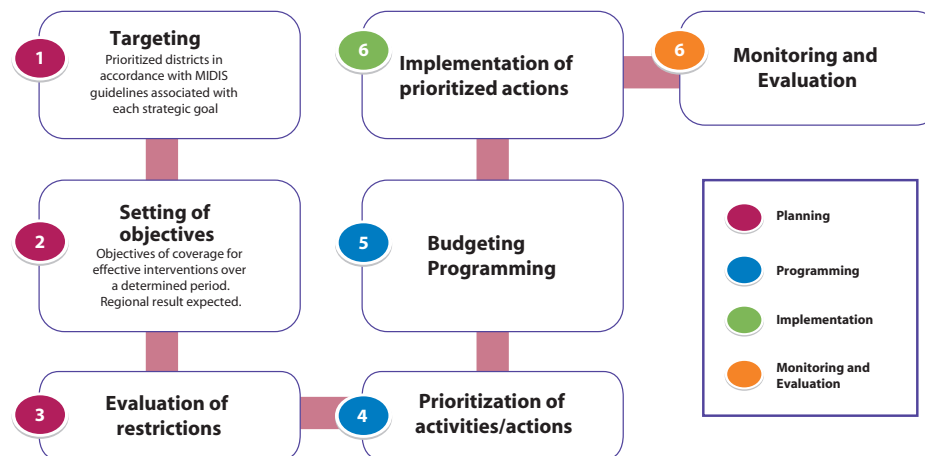 1
Targeting
Prioritized districts in
accordance with MIDIS
guidelines associated with
each strategic goal
2
Setting of
objectives
Objectives of coverage for
effective interventions over
a determined period.
Regional result expected.
3
Evaluation of
restrictions
4
Prioritization of
activities/actions
5
Budgeting
Programming
6
Implementation of
prioritized actions
6
Monitoring and
Evaluation
Planning
Programming
Implementation
Monitoring and
Evaluation